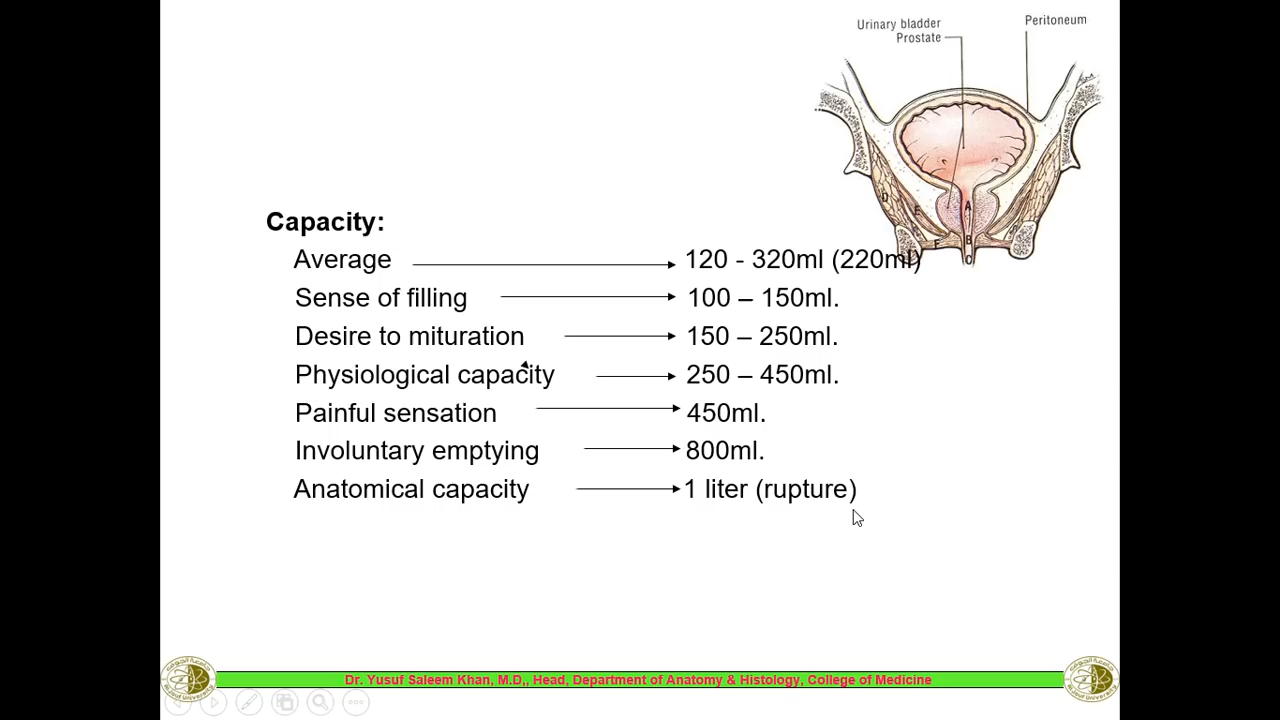 Urinary bladder
Prostate
Peritoneum
D
E
A
F
B
C
Capacity:
Average 120 - 320ml (220ml)
Sense of filling 100 – 150ml.
Desire to mituration 150 – 250ml.
Physiological capacity 250 – 450ml.
Painful sensation 450ml.
Involuntary emptying 800ml.
Anatomical capacity 1 liter (rupture)
Dr. Yusuf Saleem Khan, M.D,, Head, Department of Anatomy & Histology, College of Medicine